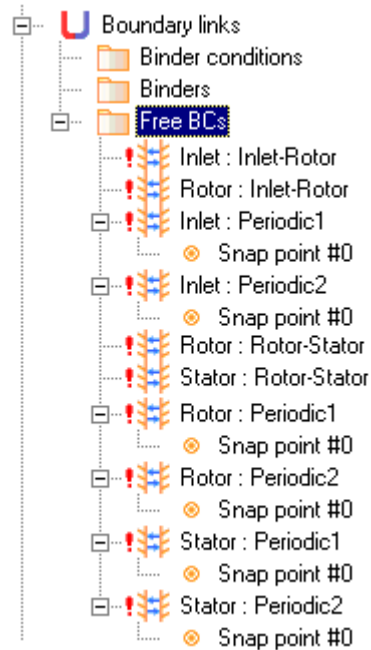 Boundary links
Binder conditions
Binders
Free BCs
Inlet : Inlet-Rotor
Rotor : Inlet-Rotor
Inlet : Periodic1
Snap point #0
Inlet : Periodic2
Snap point #0
Rotor : Rotor-Stator
Stator : Rotor-Stator
Rotor : Periodic1
Snap point #0
Rotor : Periodic2
Snap point #0
Stator : Periodic1
Snap point #0
Stator : Periodic2
Snap point #0